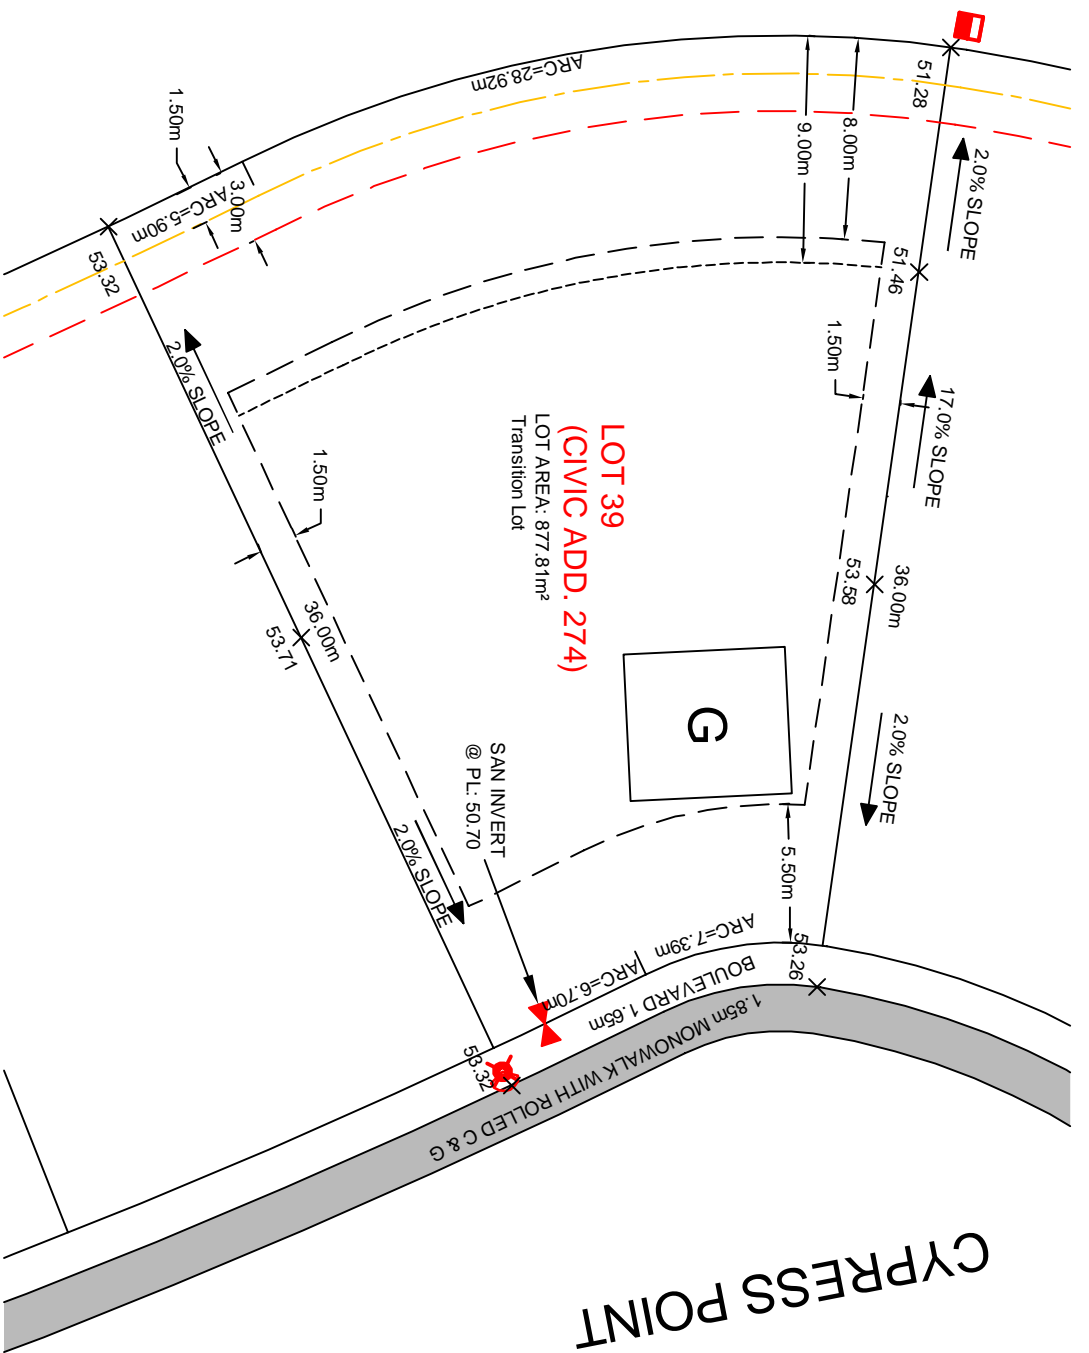 ARC=28.92m
51.28
2.0% SLOPE
8.00m
9.00m
1.50m
3.00m
ARC=5.90m
53.32
51.46
1.50m
17.0% SLOPE
2.0% SLOPE
1.50m
LOT 39
(CIVIC ADD. 274)
LOT AREA: 877.81m²
Transition Lot
36.00m
53.58
36.00m
53.71
G
2.0% SLOPE
SAN INVERT
@ PL: 50.70
2.0% SLOPE
5.50m
53.26
ARC=7.39m
ARC=6.70m
BOULEVARD 1.65m
1.85m MONOWALK WITH ROLLED C & G
53.32
CYPRESS POINT